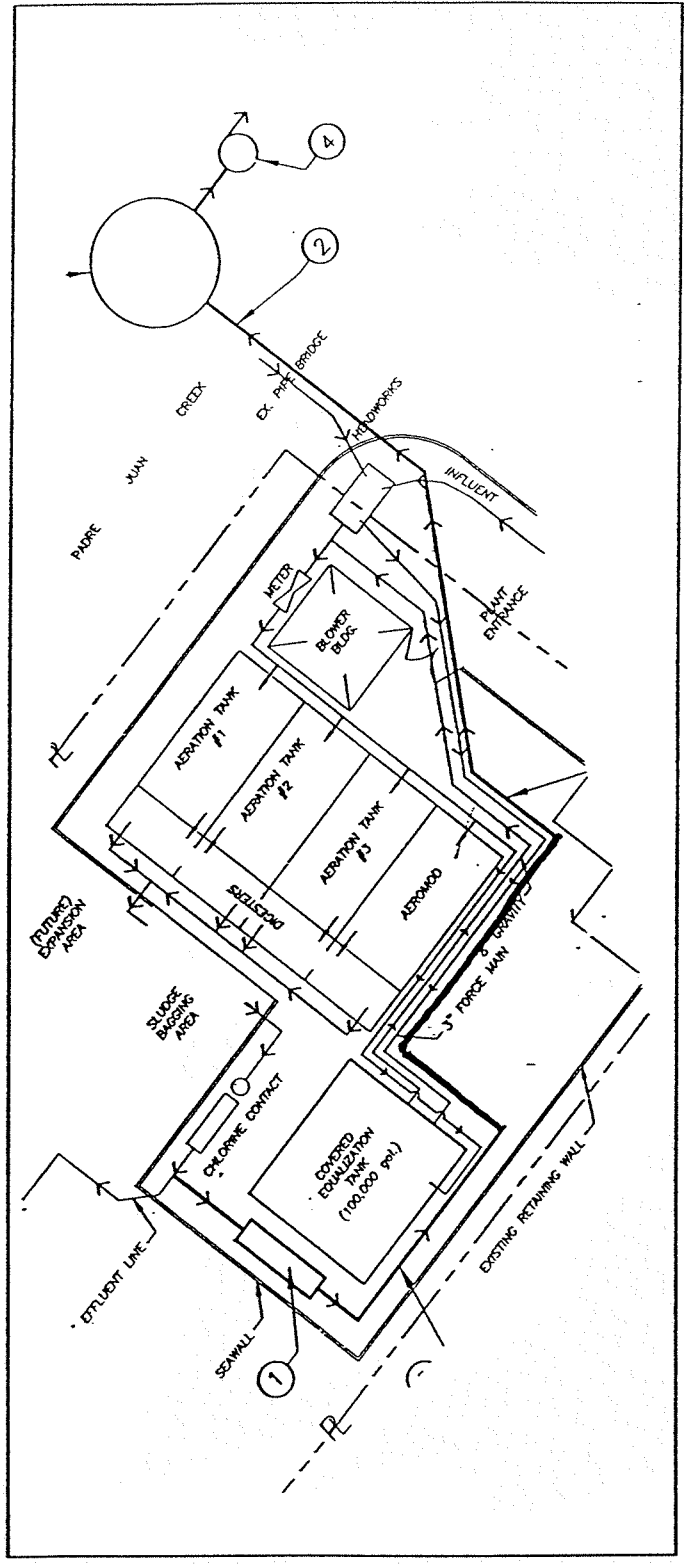 4
2
PADRE JUAN CREEK
EX. PIPE BRIDGE
HEADWORKS
INFLUENT
METER
BLOWER
BLDG.
PLANT
ENTRANCE
PL
AERATION TANK
#1
AERATION TANK
#2
AERATION TANK
#3
AEROMOD
DIGESTERS
(FUTURE)
EXPANSION
AREA
SLUDGE
BAGGING
AREA
GRAVITY
3" FORCE MAIN
CHLORINE CONTACT
COVERED
EQUALIZATION
TANK
(100,000 gal.)
EXISTING RETAINING WALL
EFFLUENT LINE
SEAWALL
1
PL